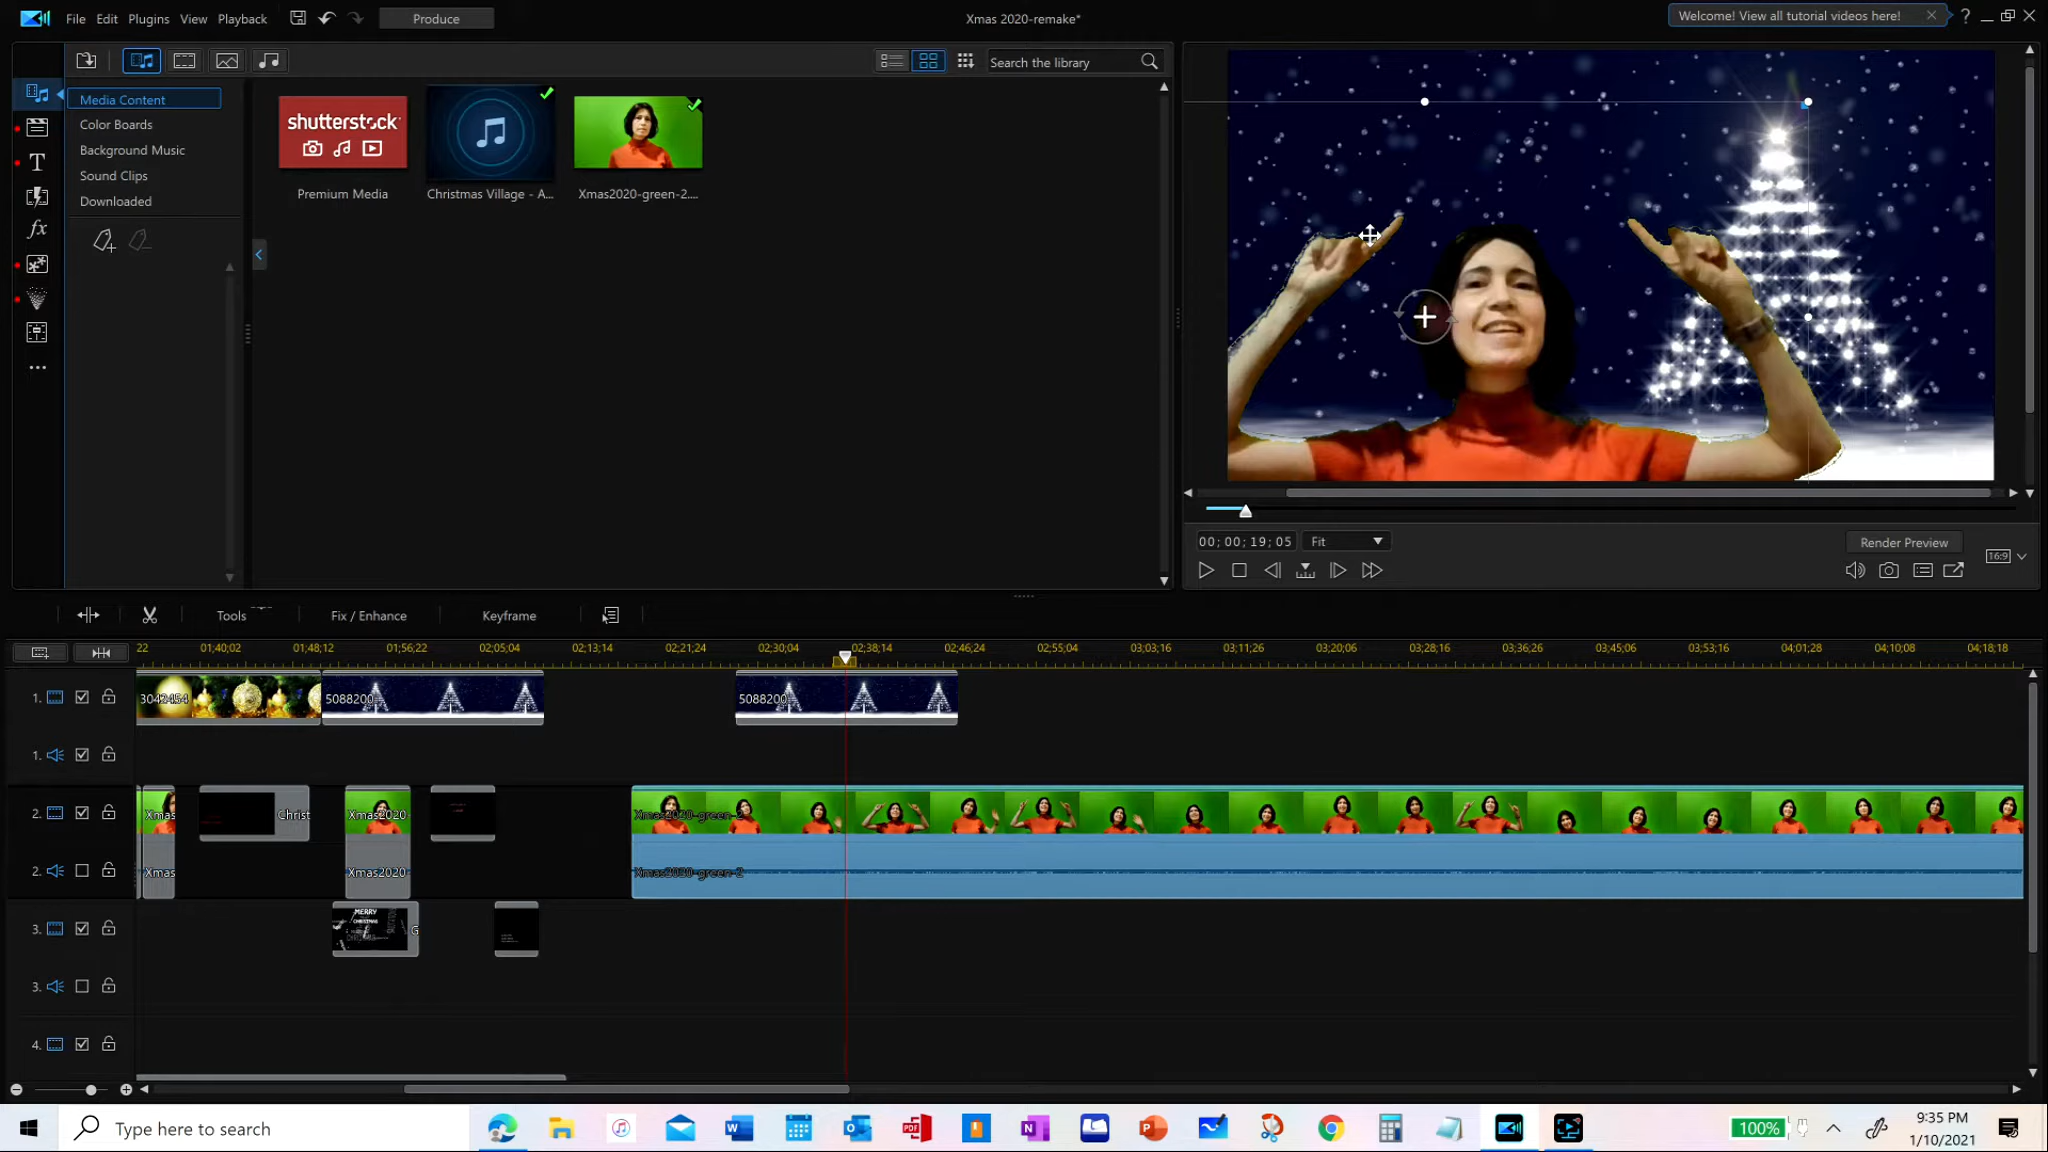 File Edit Plugins View Playback Produce Xmas 2020-remake* Welcome! View all tutorial videos here!
Search the library
Media Content
Color Boards
Background Music
Sound Clips
Downloaded
shutterstock
Premium Media Christmas Village - A... Xmas2020-green-2....
00; 00; 19; 05 Fit Render Preview 16:9
Tools Fix / Enhance Keyframe
22 01;40;02 01;48;12 01;56;22 02;05;04 02;13;14 02;21;24 02;30;04 02;38;14 02;46;24 02;55;04 03;03;16 03;11;26 03;20;06 03;28;16 03;36;26 03;45;06 03;53;16 04;01;28 04;10;08 04;18;18
1. 3042454 5088200 5088200
1.
2. Xmas Christ Xmas2020- Xmas2020-green-2
2. Xmas Xmas2020- Xmas2020-green-2
3. MERRY CHRISTMAS G
3.
4.
Type here to search 100% 9:35 PM
1/10/2021